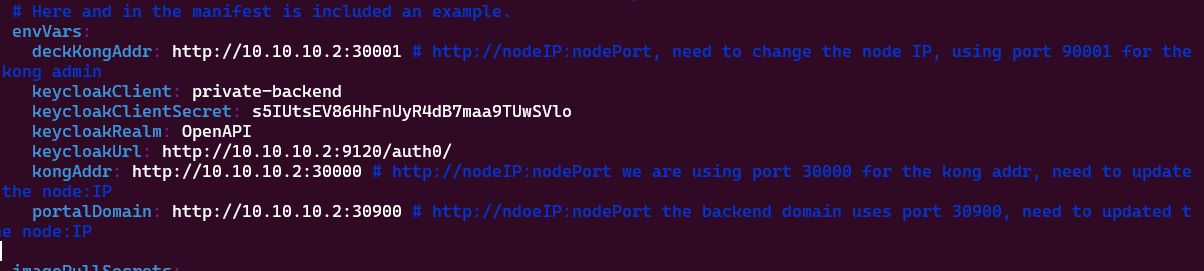 # Here and in the manifest is included an example.
envVars:
deckKongAddr: http://10.10.10.2:30001 # http://nodeIP:nodePort, need to change the node IP, using port 90001 for the
kong admin
keycloakClient: private-backend
keycloakClientSecret: s5IUtsEV86HhFnUyR4dB7maa9TUwSVlo
keycloakRealm: OpenAPI
keycloakUrl: http://10.10.10.2:9120/auth0/
kongAddr: http://10.10.10.2:30000 # http://nodeIP:nodePort we are using port 30000 for the kong addr, need to update
the node:IP
portalDomain: http://10.10.10.2:30900 # http://ndoeIP:nodePort the backend domain uses port 30900, need to updated t
e node:IP
imagePullSecrets: